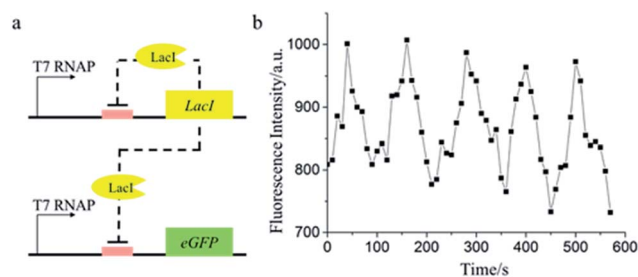 a
T7 RNAP
LacI
LacI
LacI
T7 RNAP
eGFP
b
Fluorescence Intensity/a.u.
1000
900
800
700
0 100 200 300 400 500 600
Time/s